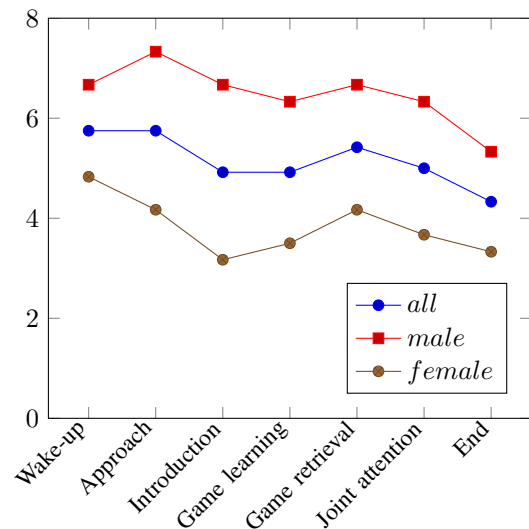 8
6
4
2
0
all
male
female
Wake-up
Approach
Introduction
Game learning
Game retrieval
Joint attention
End